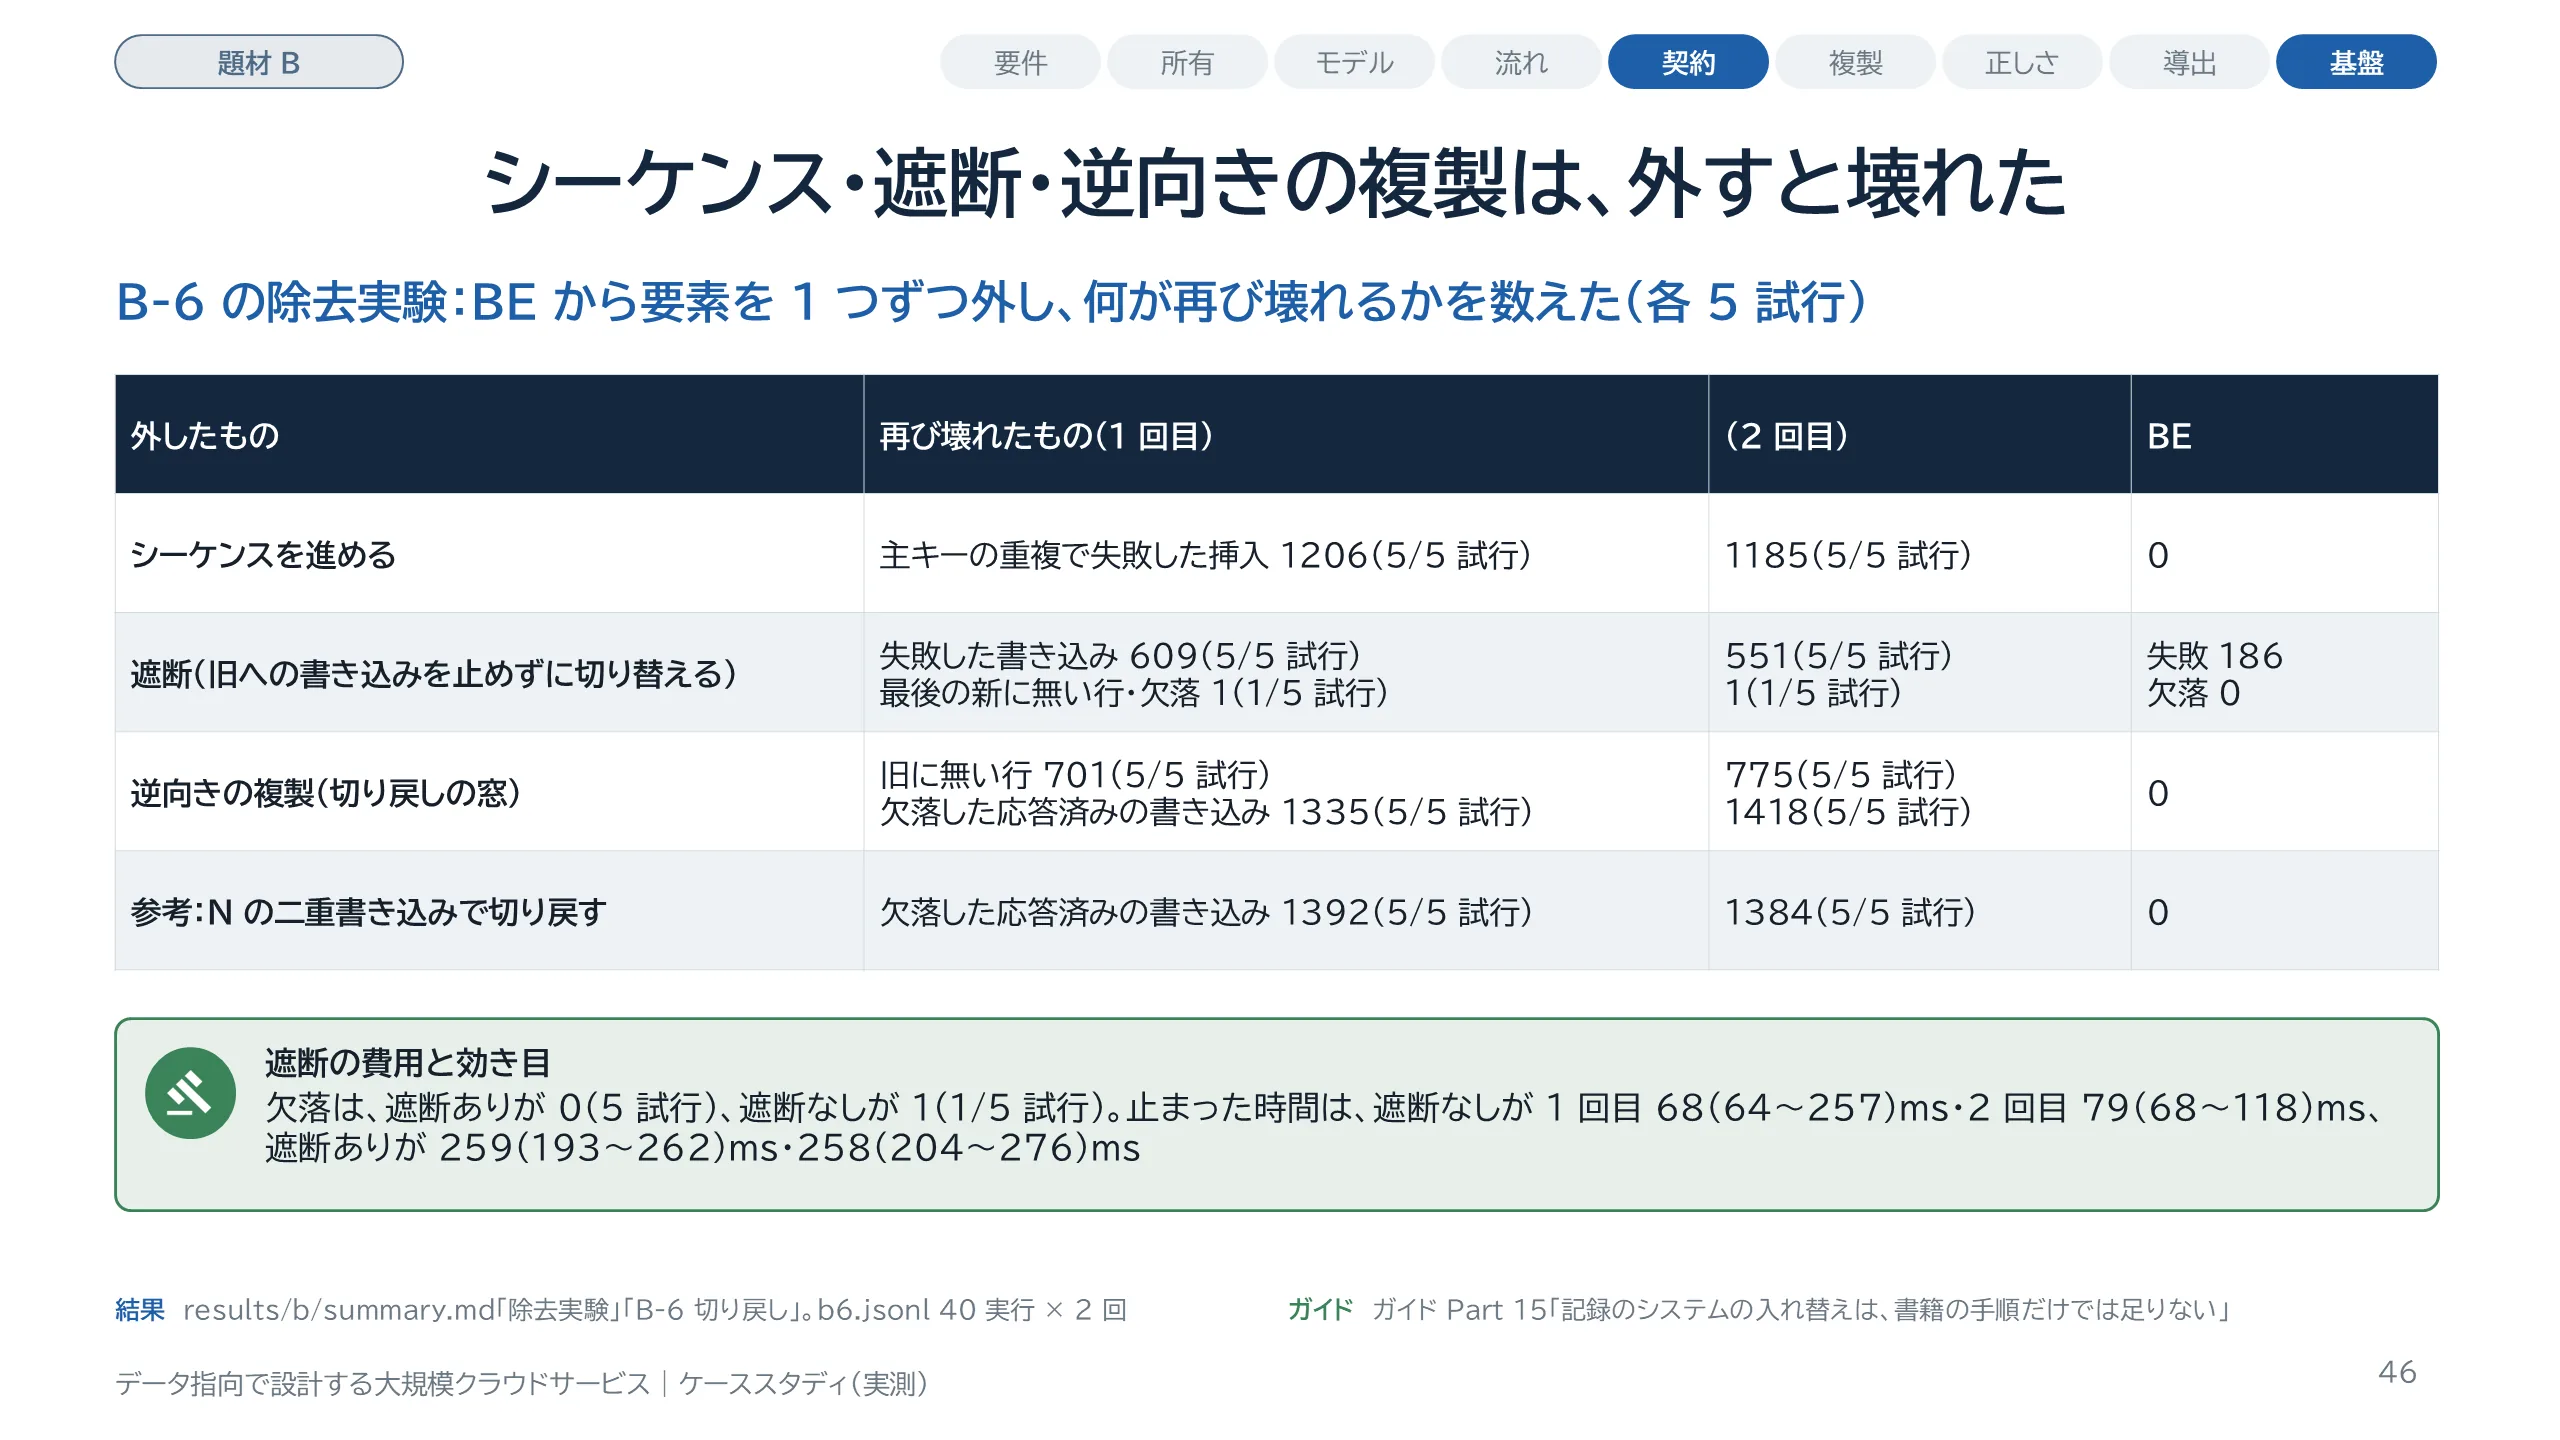 題材 B
要件
所有
モデル
流れ
契約
複製
正しさ
導出
基盤
シーケンス・遮断・逆向きの複製は、外すと壊れた
B-6 の除去実験：BE から要素を 1 つずつ外し、何が再び壊れるかを数えた（各 5 試行）
外したもの
再び壊れたもの（1 回目）
（2 回目）
BE
シーケンスを進める
主キーの重複で失敗した挿入 1206（5/5 試行）
1185（5/5 試行）
0
遮断（旧への書き込みを止めずに切り替える）
失敗した書き込み 609（5/5 試行）
最後の新に無い行・欠落 1（1/5 試行）
551（5/5 試行）
1（1/5 試行）
失敗 186
欠落 0
逆向きの複製（切り戻しの窓）
旧に無い行 701（5/5 試行）
欠落した応答済みの書き込み 1335（5/5 試行）
775（5/5 試行）
1418（5/5 試行）
0
参考：N の二重書き込みで切り戻す
欠落した応答済みの書き込み 1392（5/5 試行）
1384（5/5 試行）
0
遮断の費用と効き目
欠落は、遮断ありが 0（5 試行）、遮断なしが 1（1/5 試行）。止まった時間は、遮断なしが 1 回目 68（64～257）ms・2 回目 79（68～118）ms、
遮断ありが 259（193～262）ms・258（204～276）ms
結果 results/b/summary.md「除去実験」「B-6 切り戻し」。b6.jsonl 40 実行 × 2 回
ガイド ガイド Part 15「記録のシステムの入れ替えは、書籍の手順だけでは足りない」
データ指向で設計する大規模クラウドサービス｜ケーススタディ（実測）
46